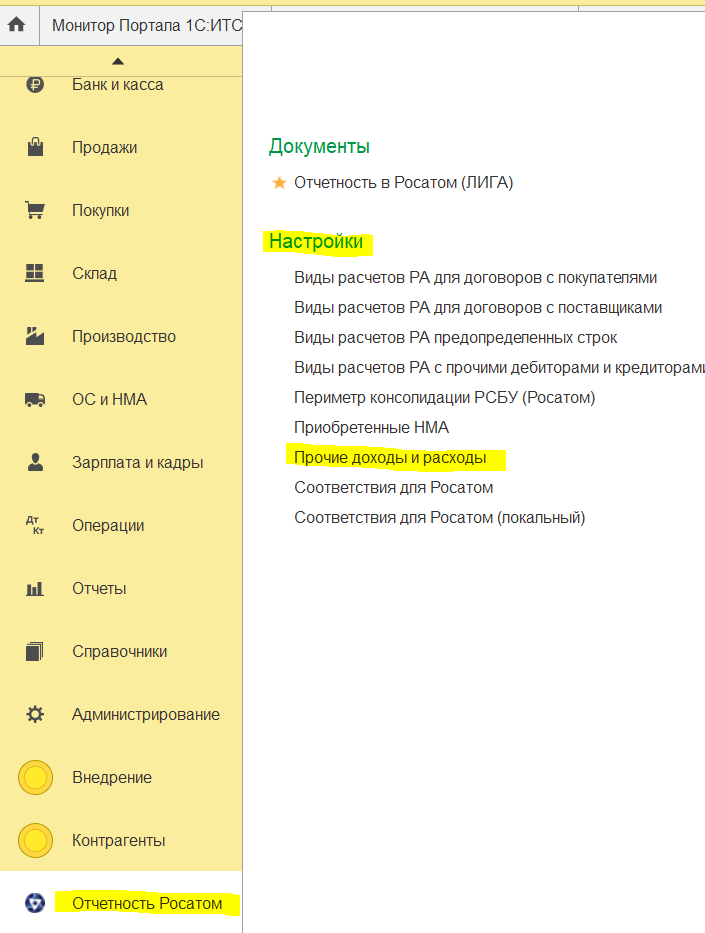 Монитор Портала 1С:ИТС
Банк и касса
Продажи
Покупки
Склад
Производство
ОС и НМА
Зарплата и кадры
Дт
Кт
Операции
Отчеты
Справочники
Администрирование
Внедрение
Контрагенты
Отчетность Росатом
Документы
Отчетность в Росатом (ЛИГА)
Настройки
Виды расчетов РА для договоров с покупателями
Виды расчетов РА для договоров с поставщиками
Виды расчетов РА предопределенных строк
Виды расчетов РА с прочими дебиторами и кредиторами
Периметр консолидации РСБУ (Росатом)
Приобретенные НМА
Прочие доходы и расходы
Соответствия для Росатом
Соответствия для Росатом (локальный)